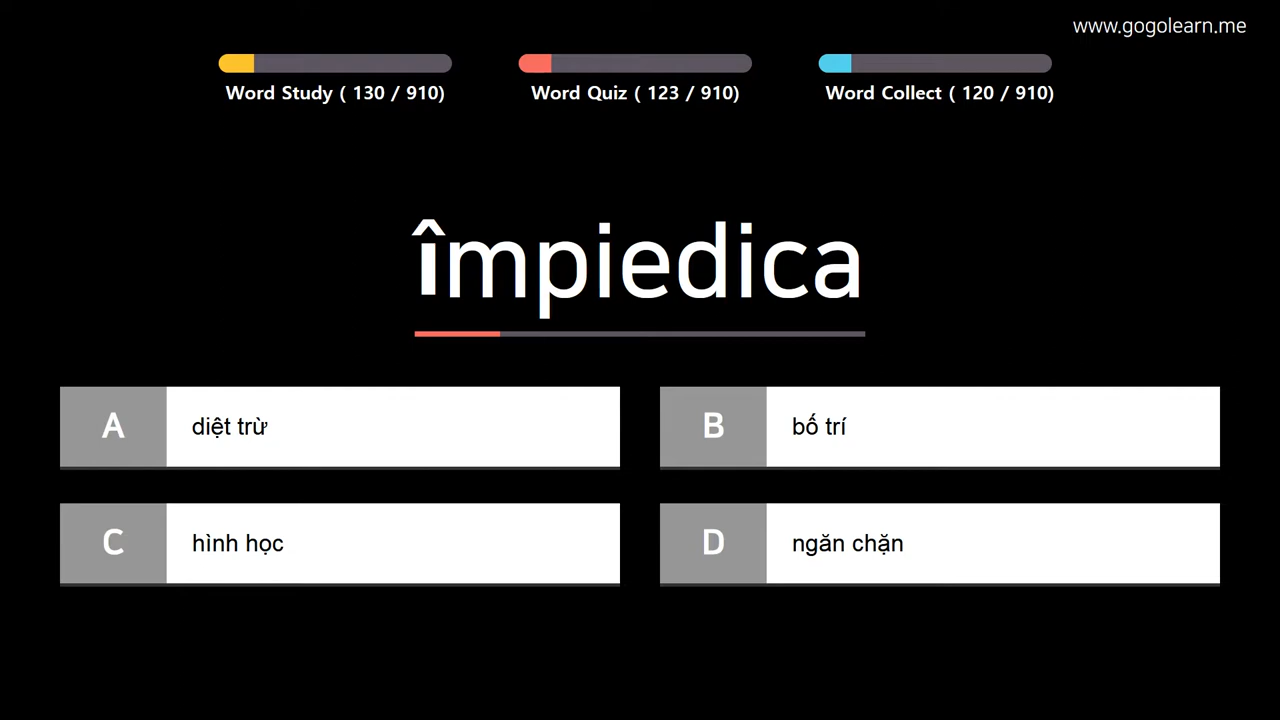 www.gogolearn.me
Word Study ( 130 / 910)
Word Quiz ( 123 / 910)
Word Collect ( 120 / 910)
împiedica
A diệt trừ
B bố trí
C hình học
D ngăn chặn